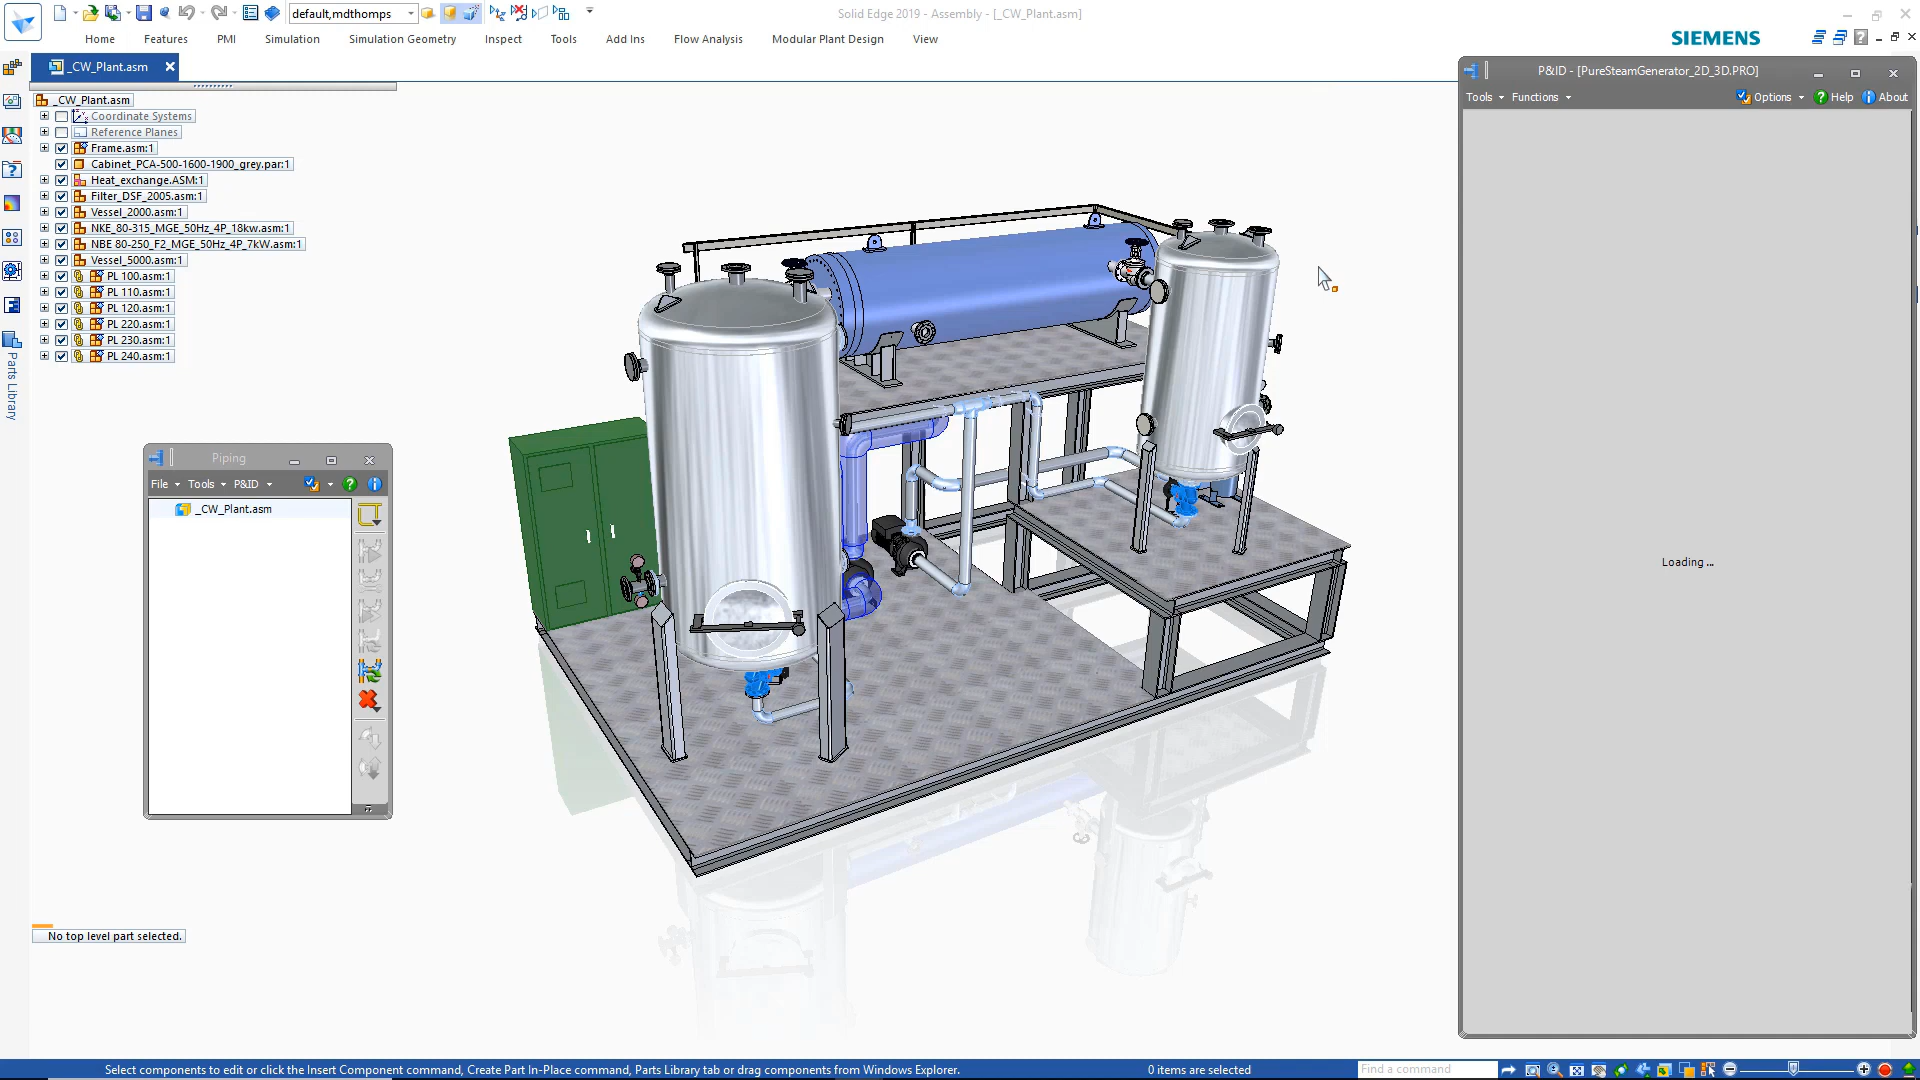 default,mdthomps
Solid Edge 2019 - Assembly - [_CW_Plant.asm]
Home
Features
PMI
Simulation
Simulation Geometry
Inspect
Tools
Add Ins
Flow Analysis
Modular Plant Design
View
SIEMENS
_CW_Plant.asm
P&ID - [PureSteamGenerator_2D_3D.PRO]
Tools
Functions
Options
Help
About
_CW_Plant.asm
Coordinate Systems
Reference Planes
Frame.asm:1
Cabinet_PCA-500-1600-1900_grey.par:1
Heat_exchange.ASM:1
Filter_DSF_2005.asm:1
Vessel_2000.asm:1
NKE_80-315_MGE_50Hz_4P_18kw.asm:1
NBE 80-250_F2_MGE_50Hz_4P_7kW.asm:1
Vessel_5000.asm:1
PL 100.asm:1
PL 110.asm:1
PL 120.asm:1
PL 220.asm:1
PL 230.asm:1
PL 240.asm:1
Parts Library
Piping
File
Tools
P&ID
_CW_Plant.asm
Loading ...
No top level part selected.
Select components to edit or click the Insert Component command, Create Part In-Place command, Parts Library tab or drag components from Windows Explorer.
0 items are selected
Find a command